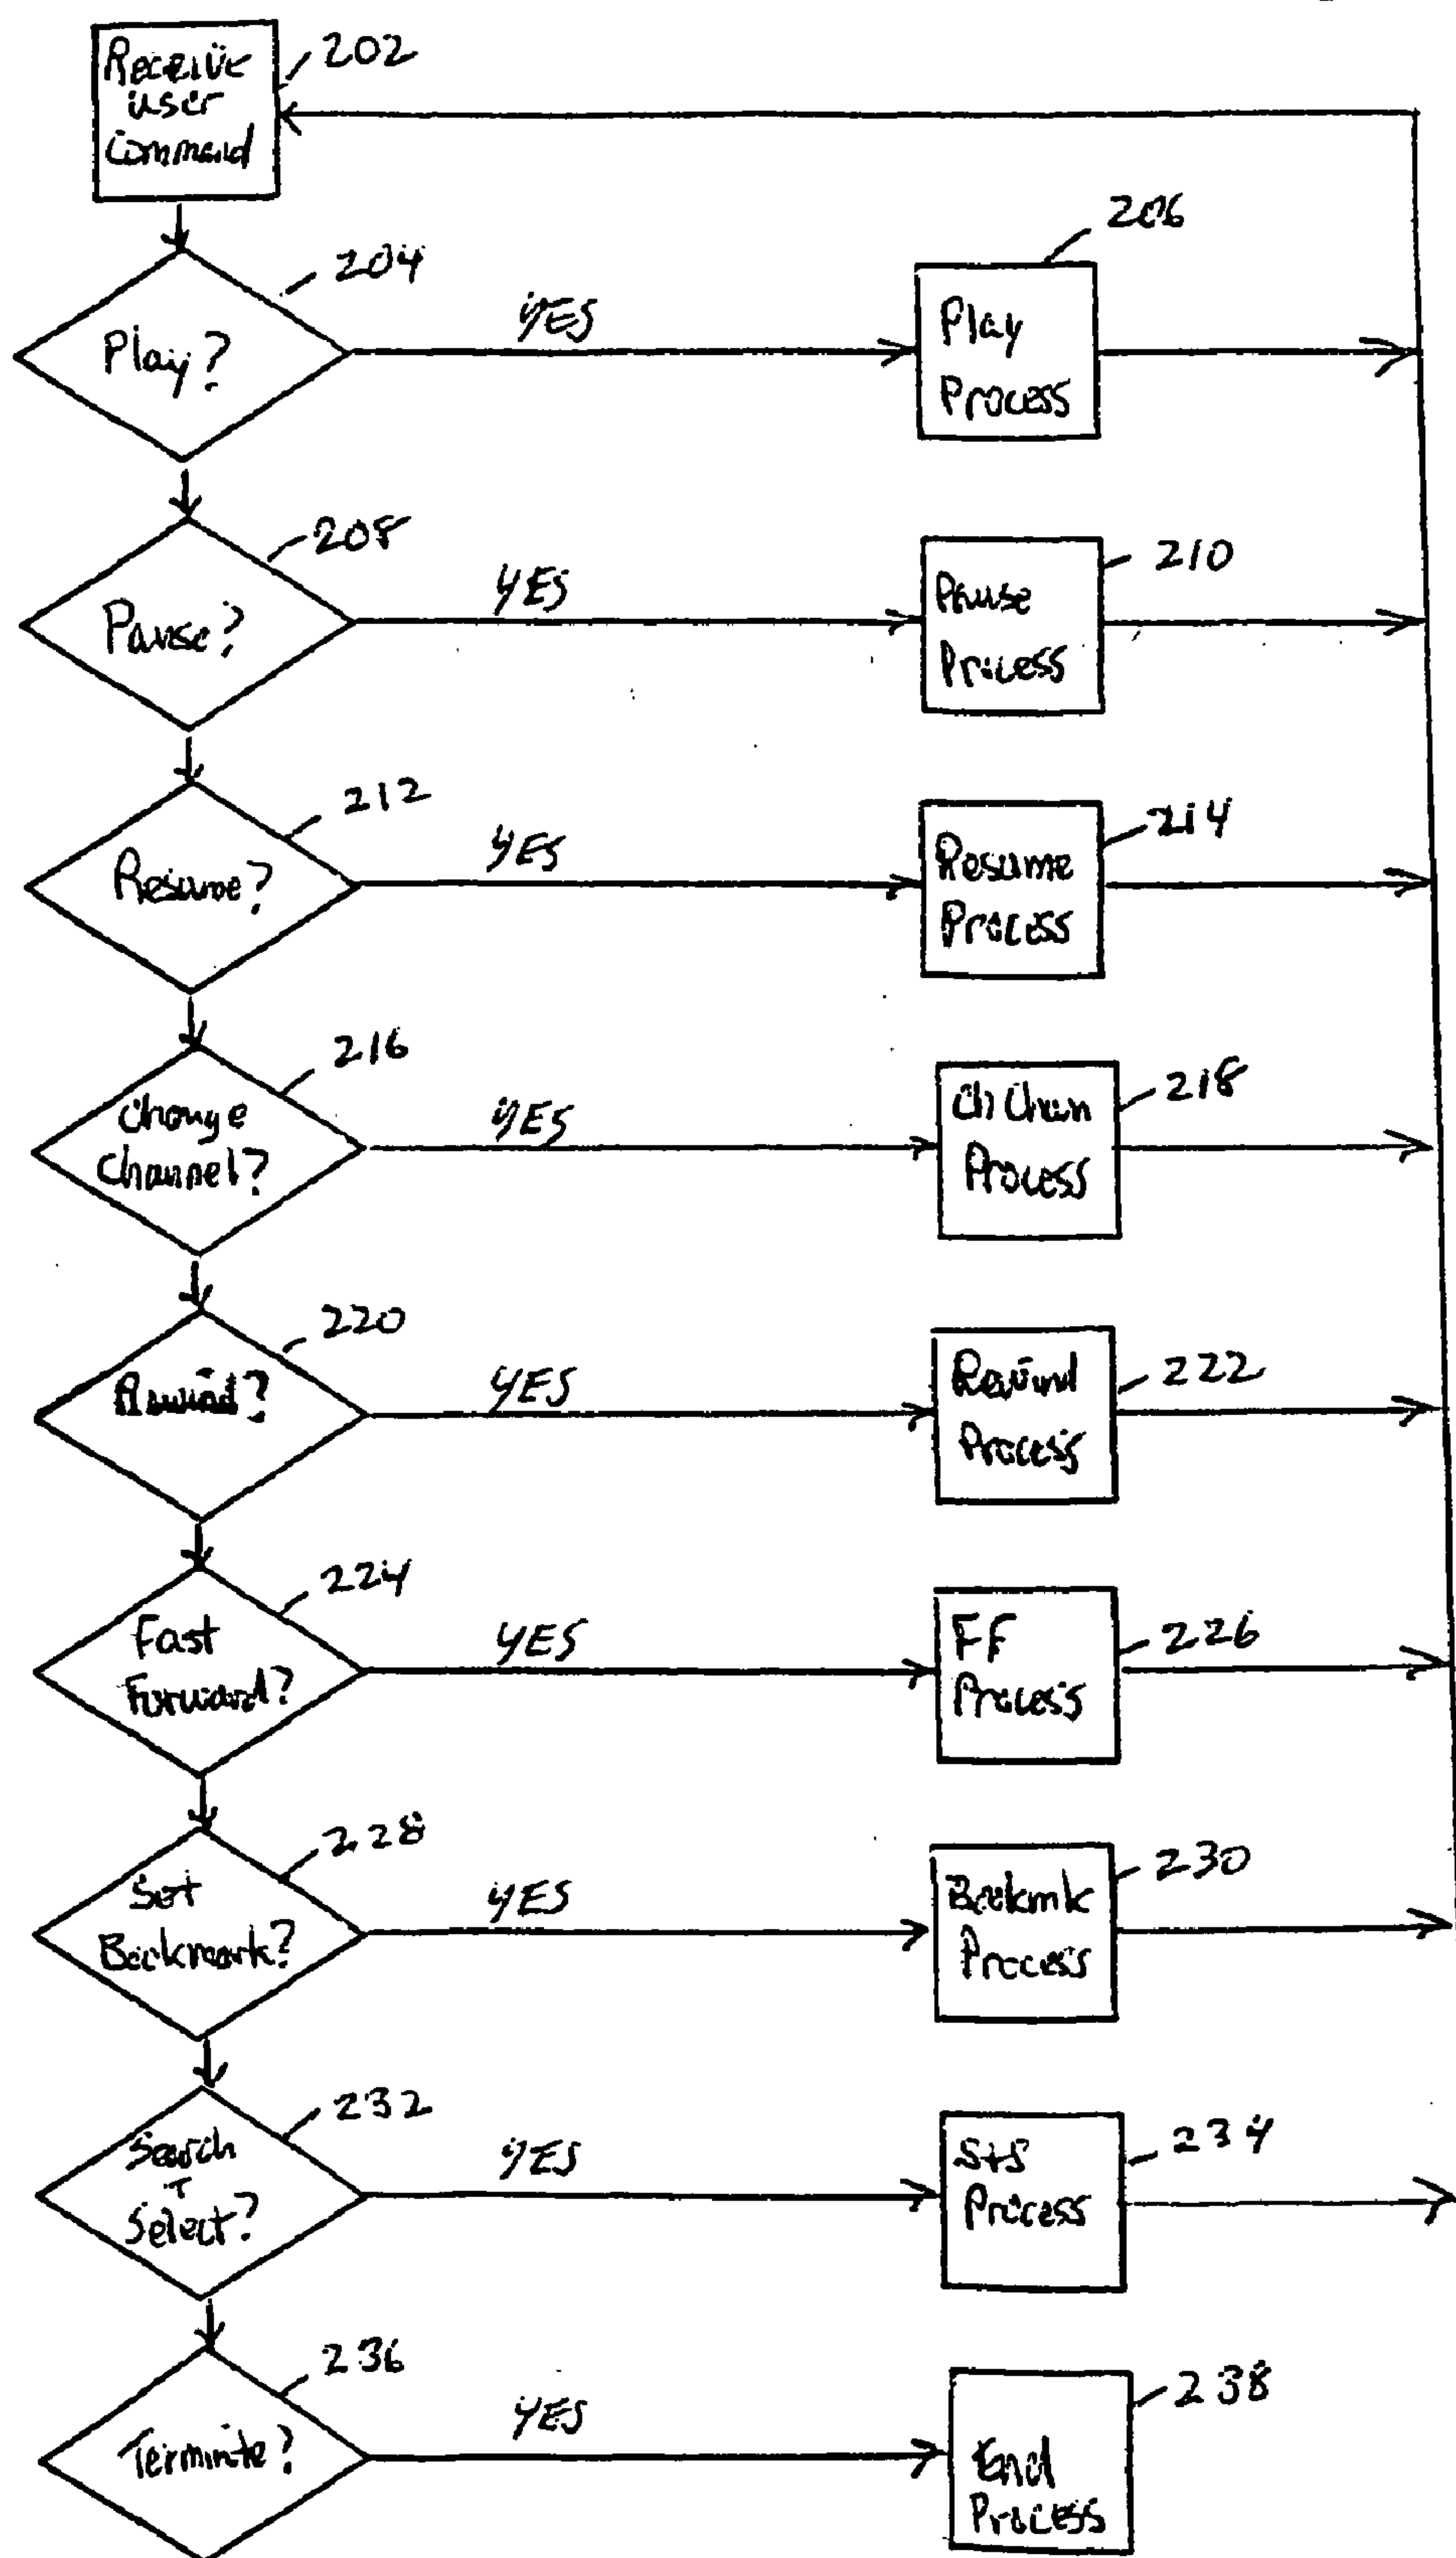 Receive
user
Command
202
204
Play?
YES
206
Play
Process
208
Pause?
YES
210
Pause
Process
212
Resume?
YES
214
Resume
Process
216
Change
Channel?
YES
218
Ch Chan
Process
220
Rewind?
YES
222
Rewind
Process
224
Fast
Forward?
YES
226
FF
Process
228
Set
Bookmark?
YES
230
Bookmk
Process
232
Search
+
Select?
YES
234
S+S
Process
236
Terminte?
YES
238
End
Process